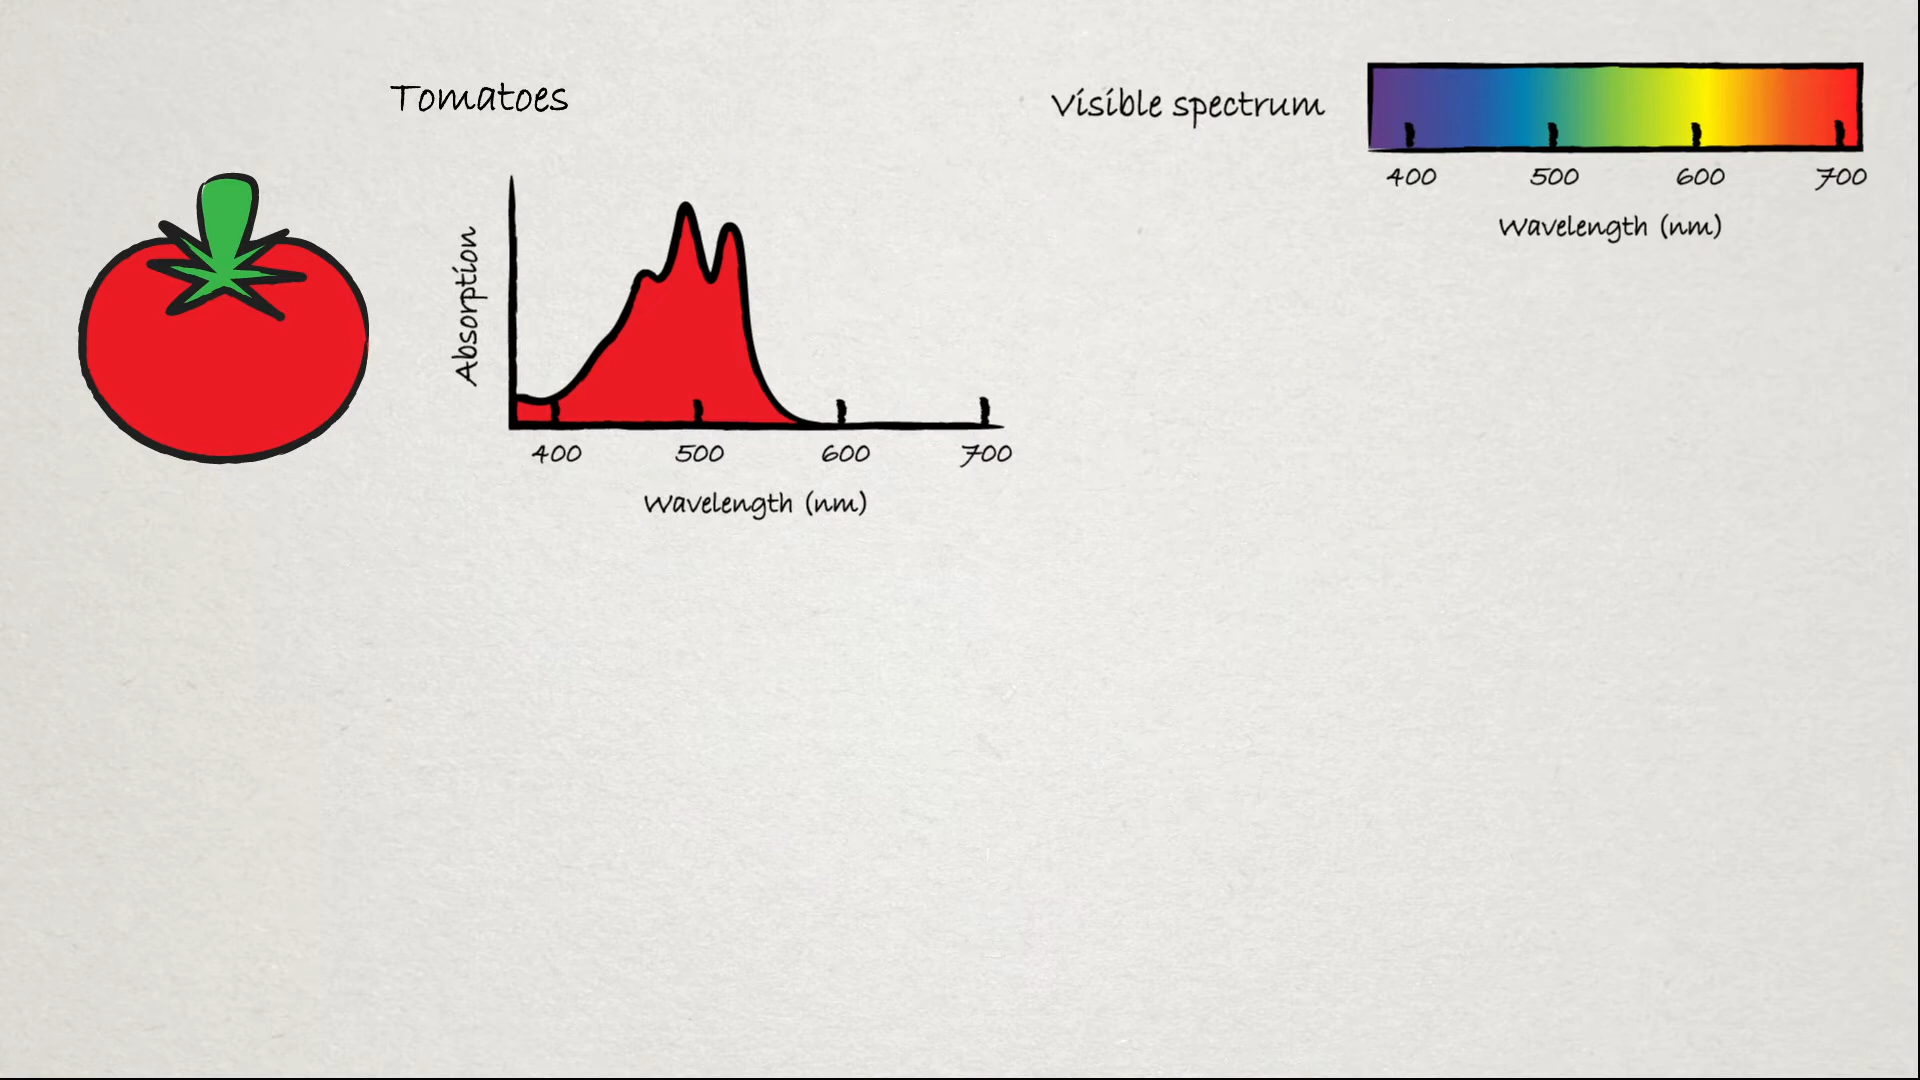 Tomatoes
Absorption
400 500 600 700
Wavelength (nm)
Visible spectrum
400 500 600 700
Wavelength (nm)